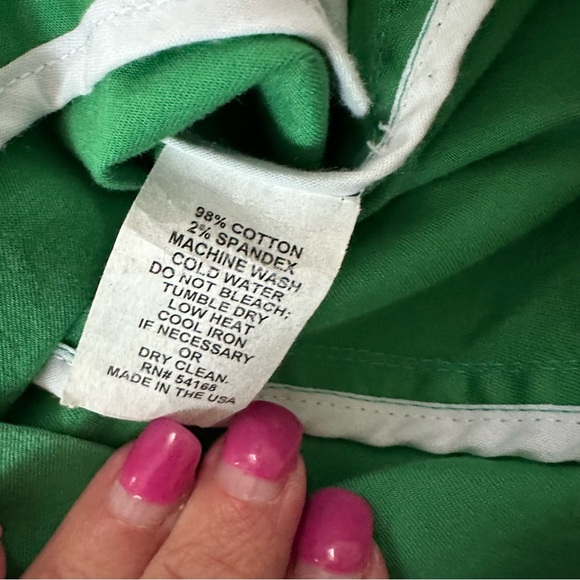 98% COTTON
2% SPANDEX
MACHINE WASH
COLD WATER
DO NOT BLEACH;
TUMBLE DRY
LOW HEAT
COOL IRON
IF NECESSARY
OR
DRY CLEAN.
RN# 54168
MADE IN THE USA